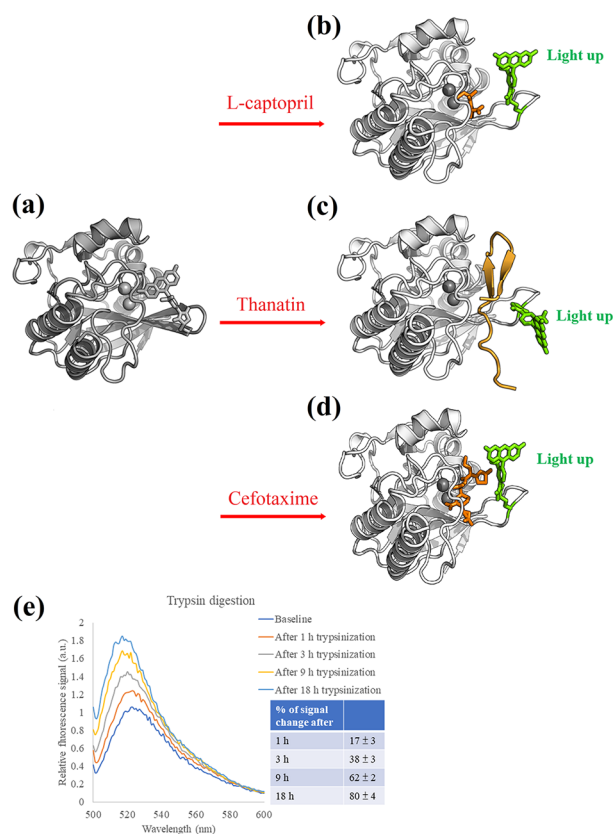 (b)
Light up
L-captopril
(a)
(c)
Thanatin
Light up
(d)
Light up
Cefotaxime
(e)
Trypsin digestion
Relative fluorescence signal (a.u.)
2
1.8
1.6
1.4
1.2
1
0.8
0.6
0.4
0.2
0
500 520 540 560 580 600
Wavelength (nm)
Baseline
After 1 h trypsinization
After 3 h trypsinization
After 9 h trypsinization
After 18 h trypsinization
% of signal
change after
1 h 17 ± 3
3 h 38 ± 3
9 h 62 ± 2
18 h 80 ± 4